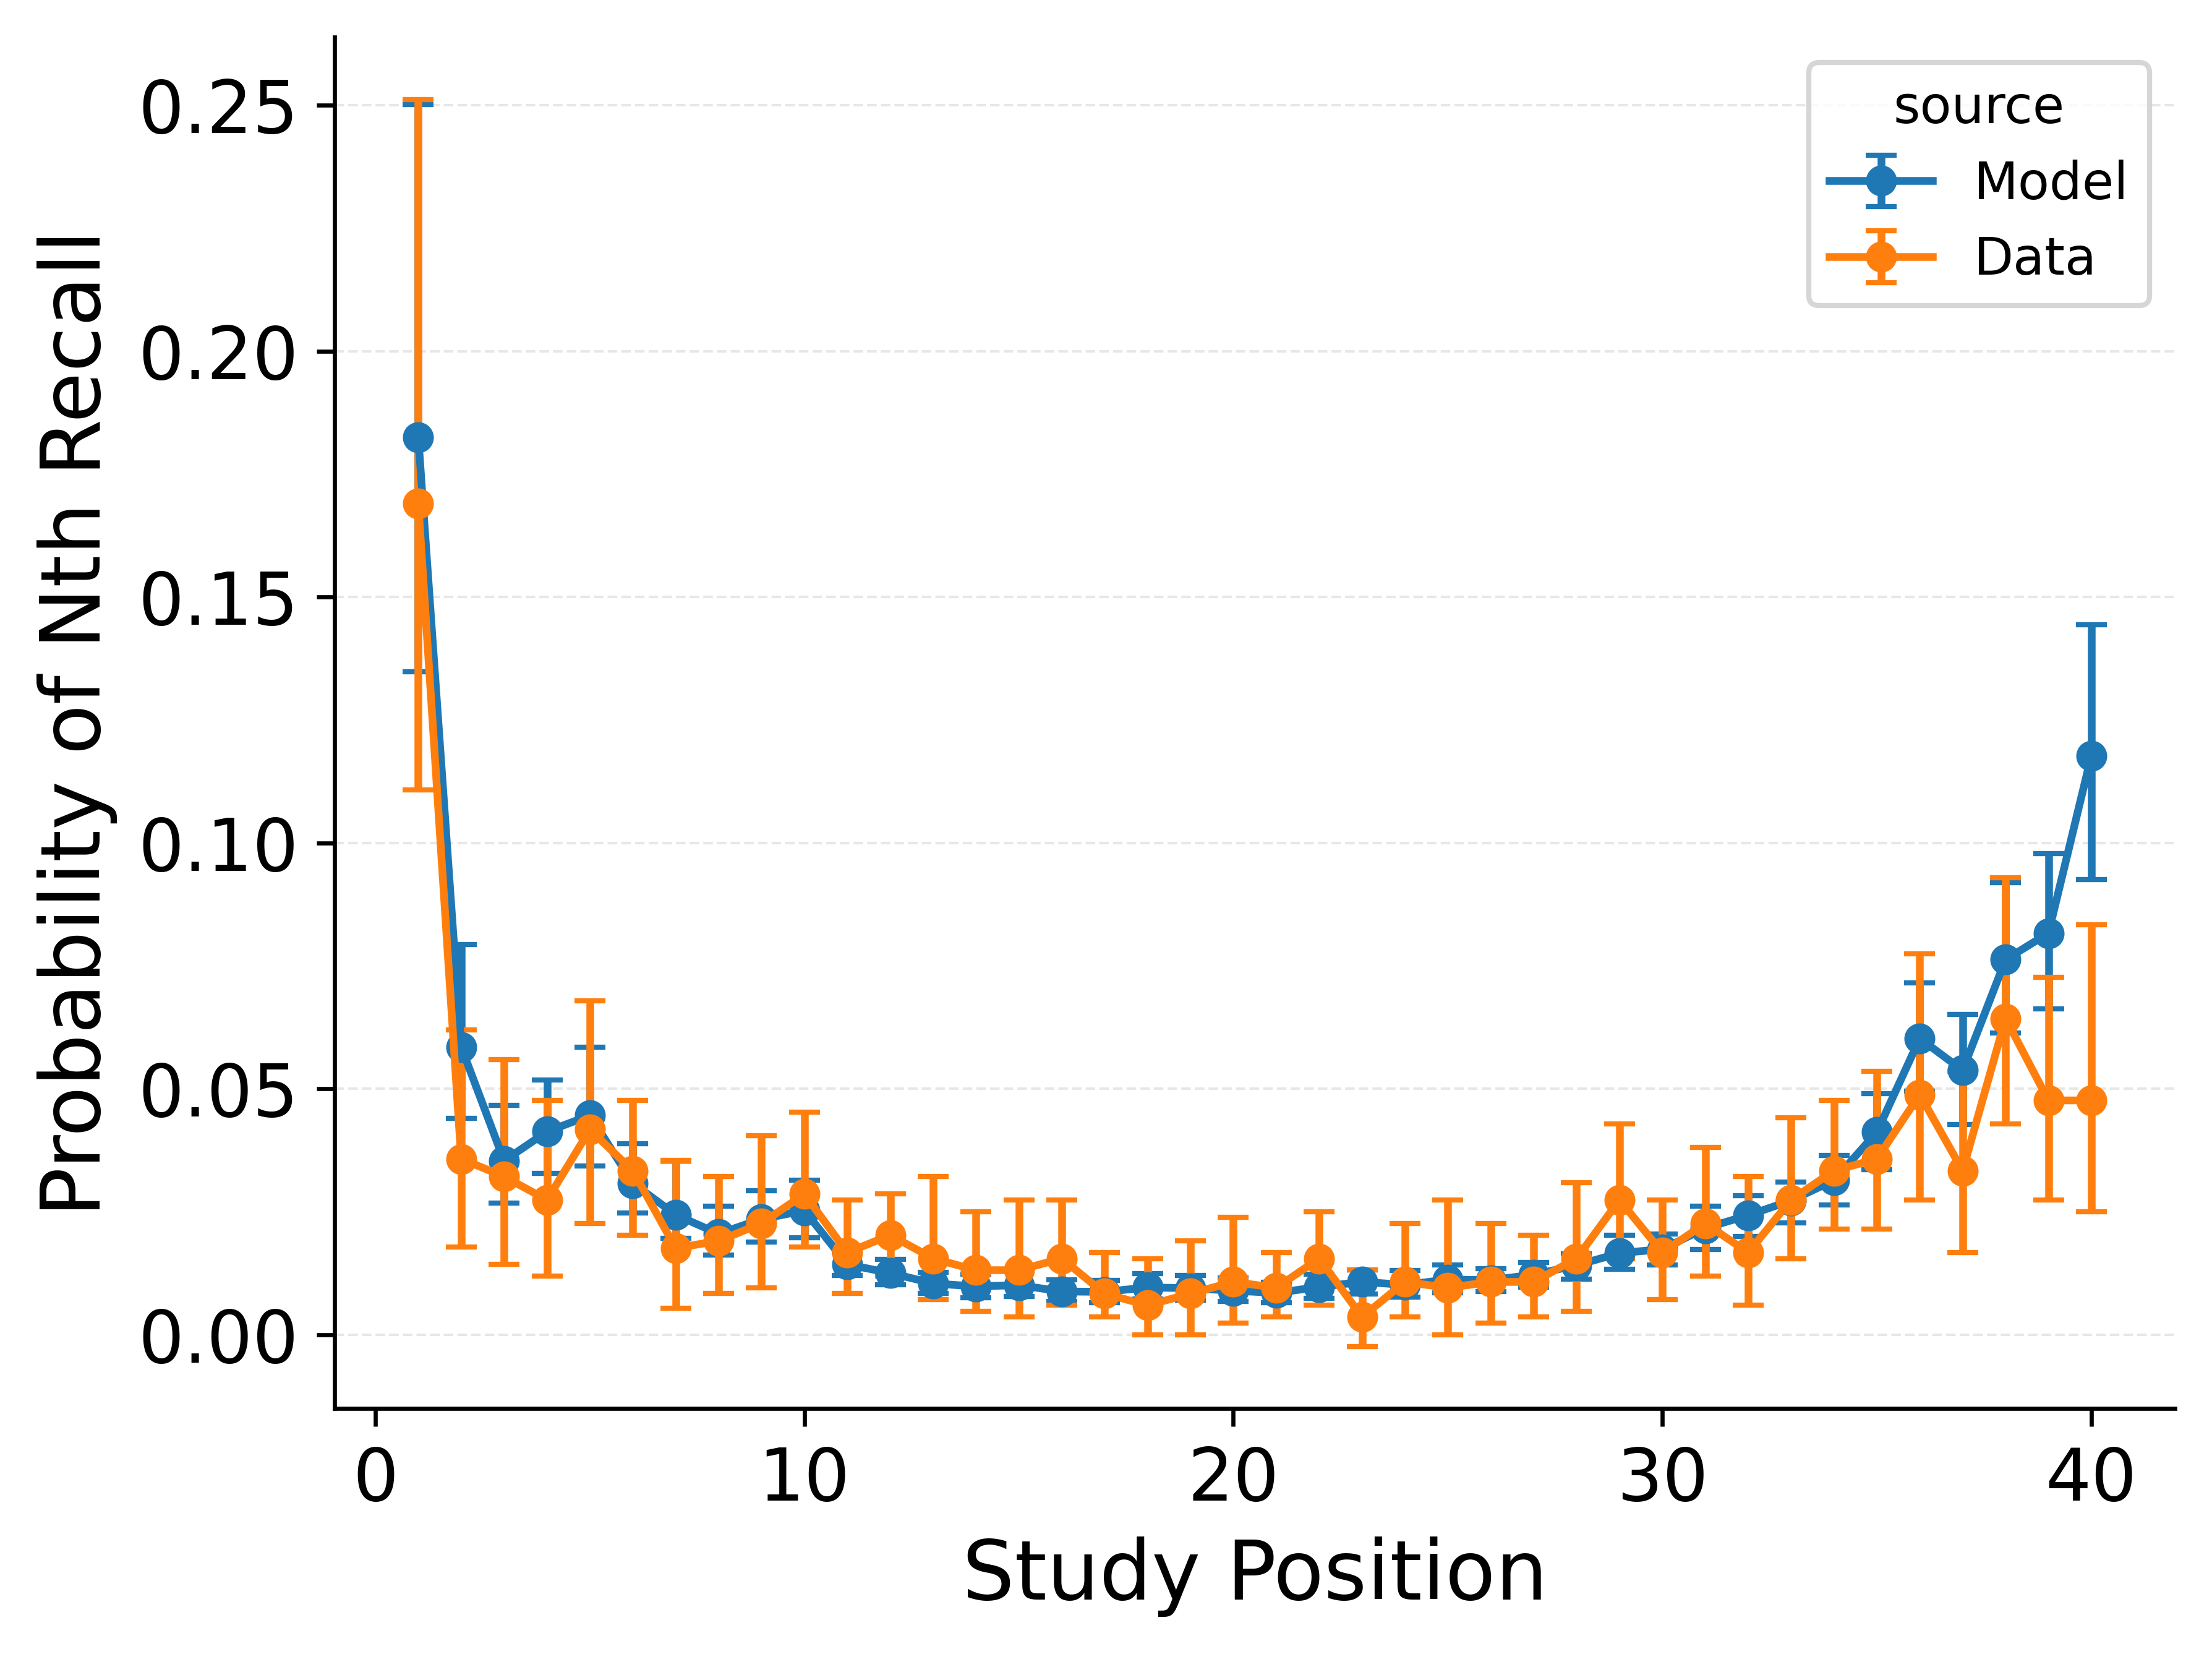 Probability of Nth Recall
0.25
0.20
0.15
0.10
0.05
0.00
source
Model
Data
0
10
20
30
40
Study Position